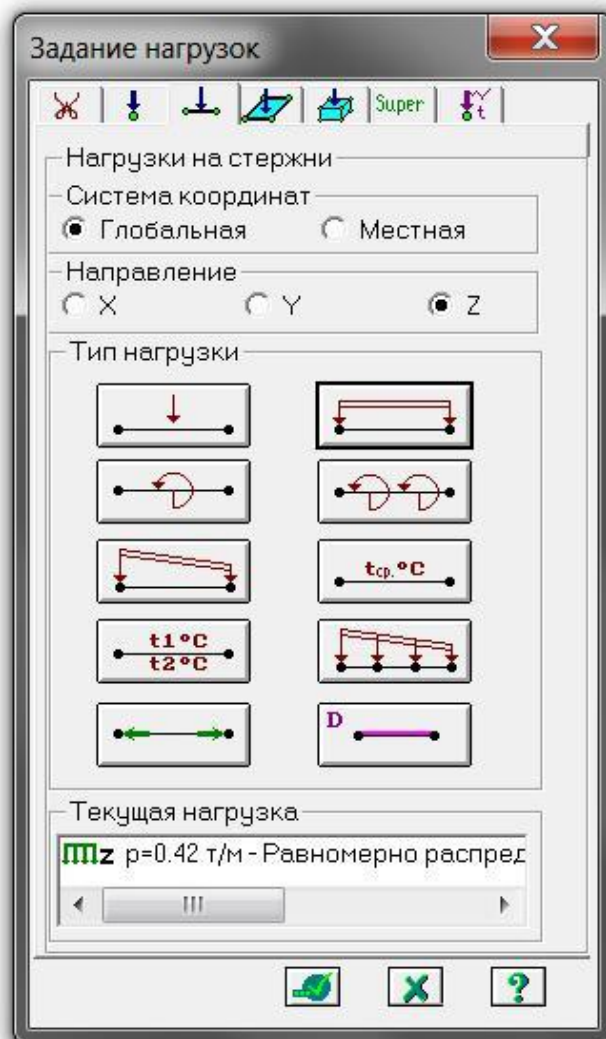 Задание нагрузок
Super
t
Нагрузки на стержни
Система координат
Глобальная Местная
Направление
X Y Z
Тип нагрузки
tср.°C
t1°C
t2°C
D
Текущая нагрузка
z p=0.42 т/м - Равномерно распред
?